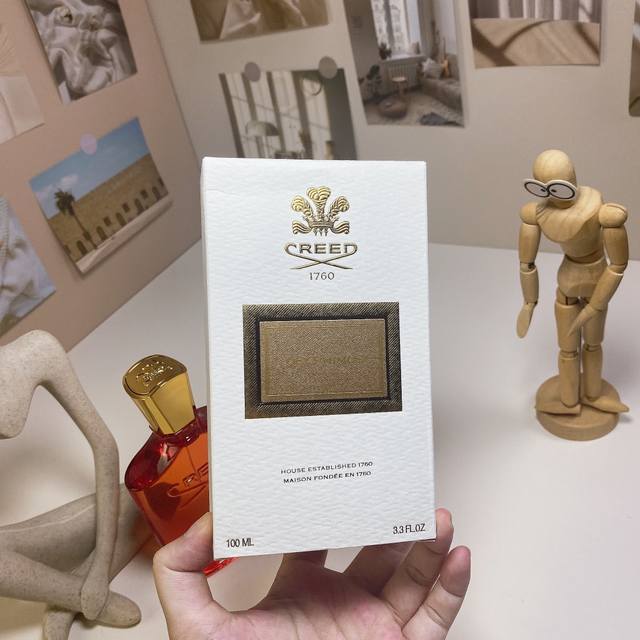 CREED
1760
HOUSE ESTABLISHED 1760
MAISON FONDÉE EN 1760
100 ML
3.3 FL.OZ